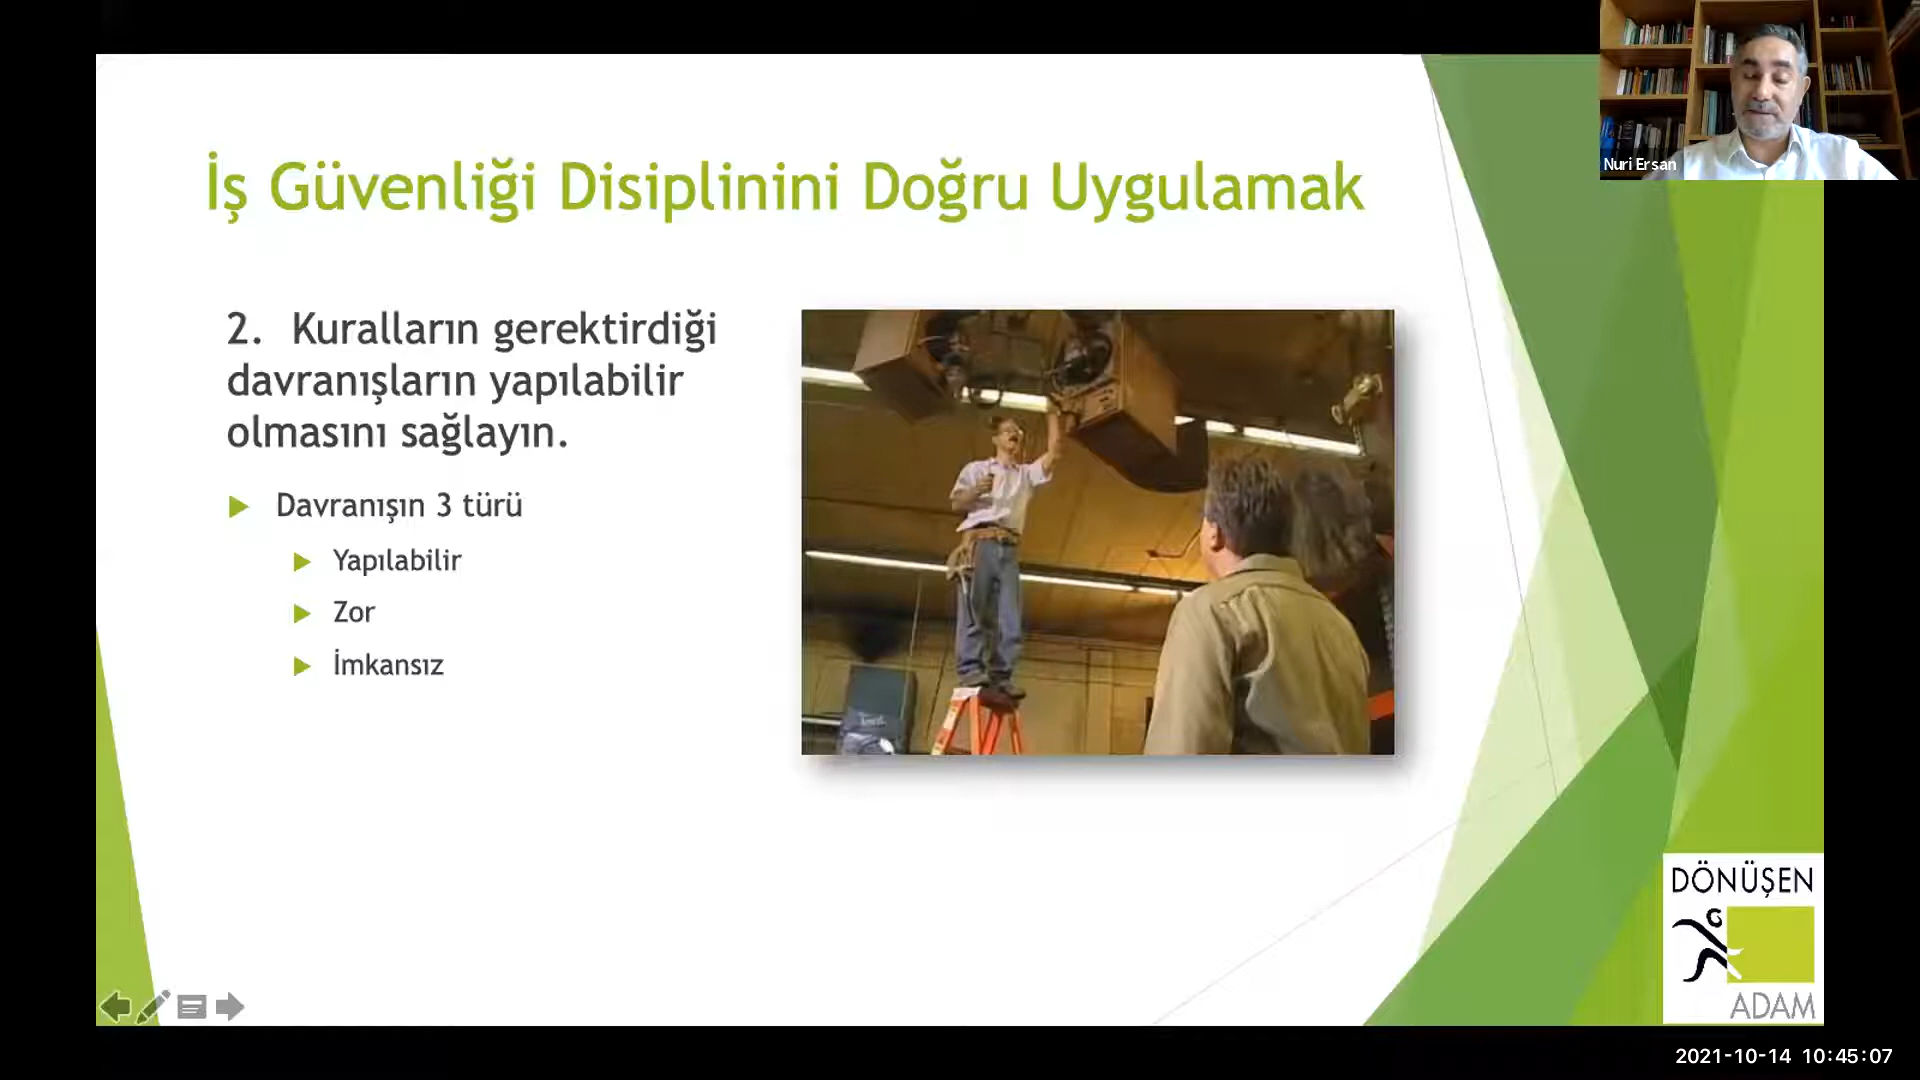 Nuri Ersan
İş Güvenliği Disiplinini Doğru Uygulamak
2. Kuralların gerektirdiği
davranışların yapılabilir
olmasını sağlayın.
Davranışın 3 türü
Yapılabilir
Zor
İmkansız
DÖNÜŞEN
ADAM
2021-10-14 10:45:07